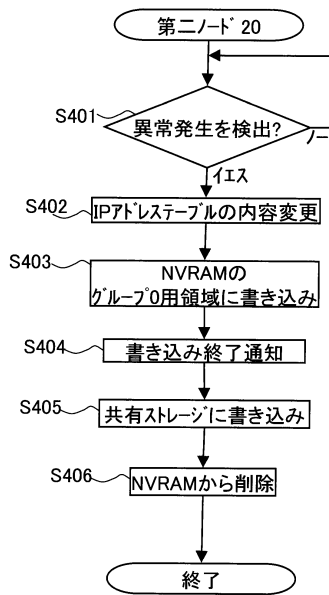 第二ノード20
S401
異常発生を検出?
ノー
イエス
S402
IPアドレステーブルの内容変更
S403
NVRAMの
グループ0用領域に書き込み
S404
書き込み終了通知
S405
共有ストレージに書き込み
S406
NVRAMから削除
終了